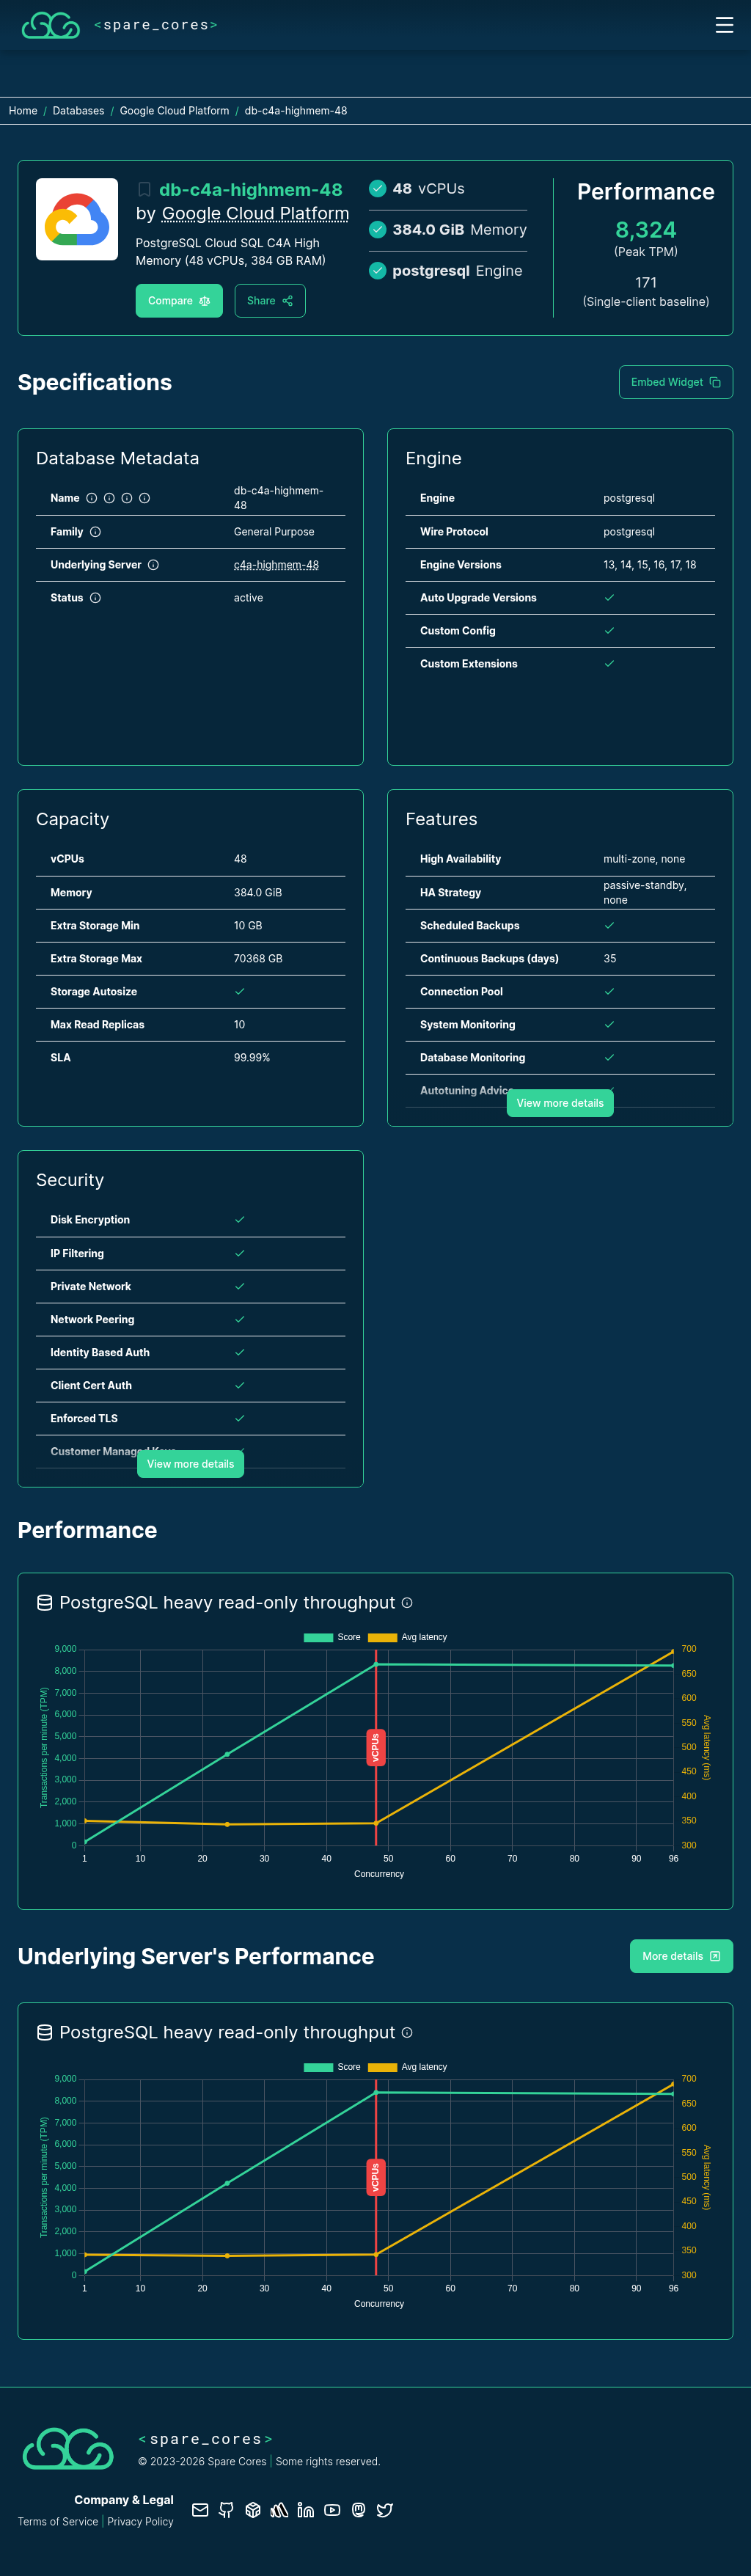 <spare_cores>
Home / Databases / Google Cloud Platform / db-c4a-highmem-48
db-c4a-highmem-48
by Google Cloud Platform
PostgreSQL Cloud SQL C4A High
Memory (48 vCPUs, 384 GB RAM)
Compare
Share
48 vCPUs
384.0 GiB Memory
postgresql Engine
Performance
8,324
(Peak TPM)
171
(Single-client baseline)
Specifications
Embed Widget
Database Metadata
Name db-c4a-highmem-
48
Family General Purpose
Underlying Server c4a-highmem-48
Status active
Engine
Engine postgresql
Wire Protocol postgresql
Engine Versions 13, 14, 15, 16, 17, 18
Auto Upgrade Versions
Custom Config
Custom Extensions
Capacity
vCPUs 48
Memory 384.0 GiB
Extra Storage Min 10 GB
Extra Storage Max 70368 GB
Storage Autosize
Max Read Replicas 10
SLA 99.99%
Features
High Availability multi-zone, none
HA Strategy passive-standby,
none
Scheduled Backups
Continuous Backups (days) 35
Connection Pool
System Monitoring
Database Monitoring
Autotuning Advice
View more details
Security
Disk Encryption
IP Filtering
Private Network
Network Peering
Identity Based Auth
Client Cert Auth
Enforced TLS
Customer Managed Keys
View more details
Performance
PostgreSQL heavy read-only throughput
Score Avg latency
Transactions per minute (TPM)
9,000
8,000
7,000
6,000
5,000
4,000
3,000
2,000
1,000
0
vCPUs
700
650
600
550
500
450
400
350
300
Avg latency (ms)
1 10 20 30 40 50 60 70 80 90 96
Concurrency
Underlying Server's Performance
More details
PostgreSQL heavy read-only throughput
Score Avg latency
Transactions per minute (TPM)
9,000
8,000
7,000
6,000
5,000
4,000
3,000
2,000
1,000
0
vCPUs
700
650
600
550
500
450
400
350
300
Avg latency (ms)
1 10 20 30 40 50 60 70 80 90 96
Concurrency
<spare_cores>
© 2023-2026 Spare Cores | Some rights reserved.
Company & Legal
Terms of Service | Privacy Policy